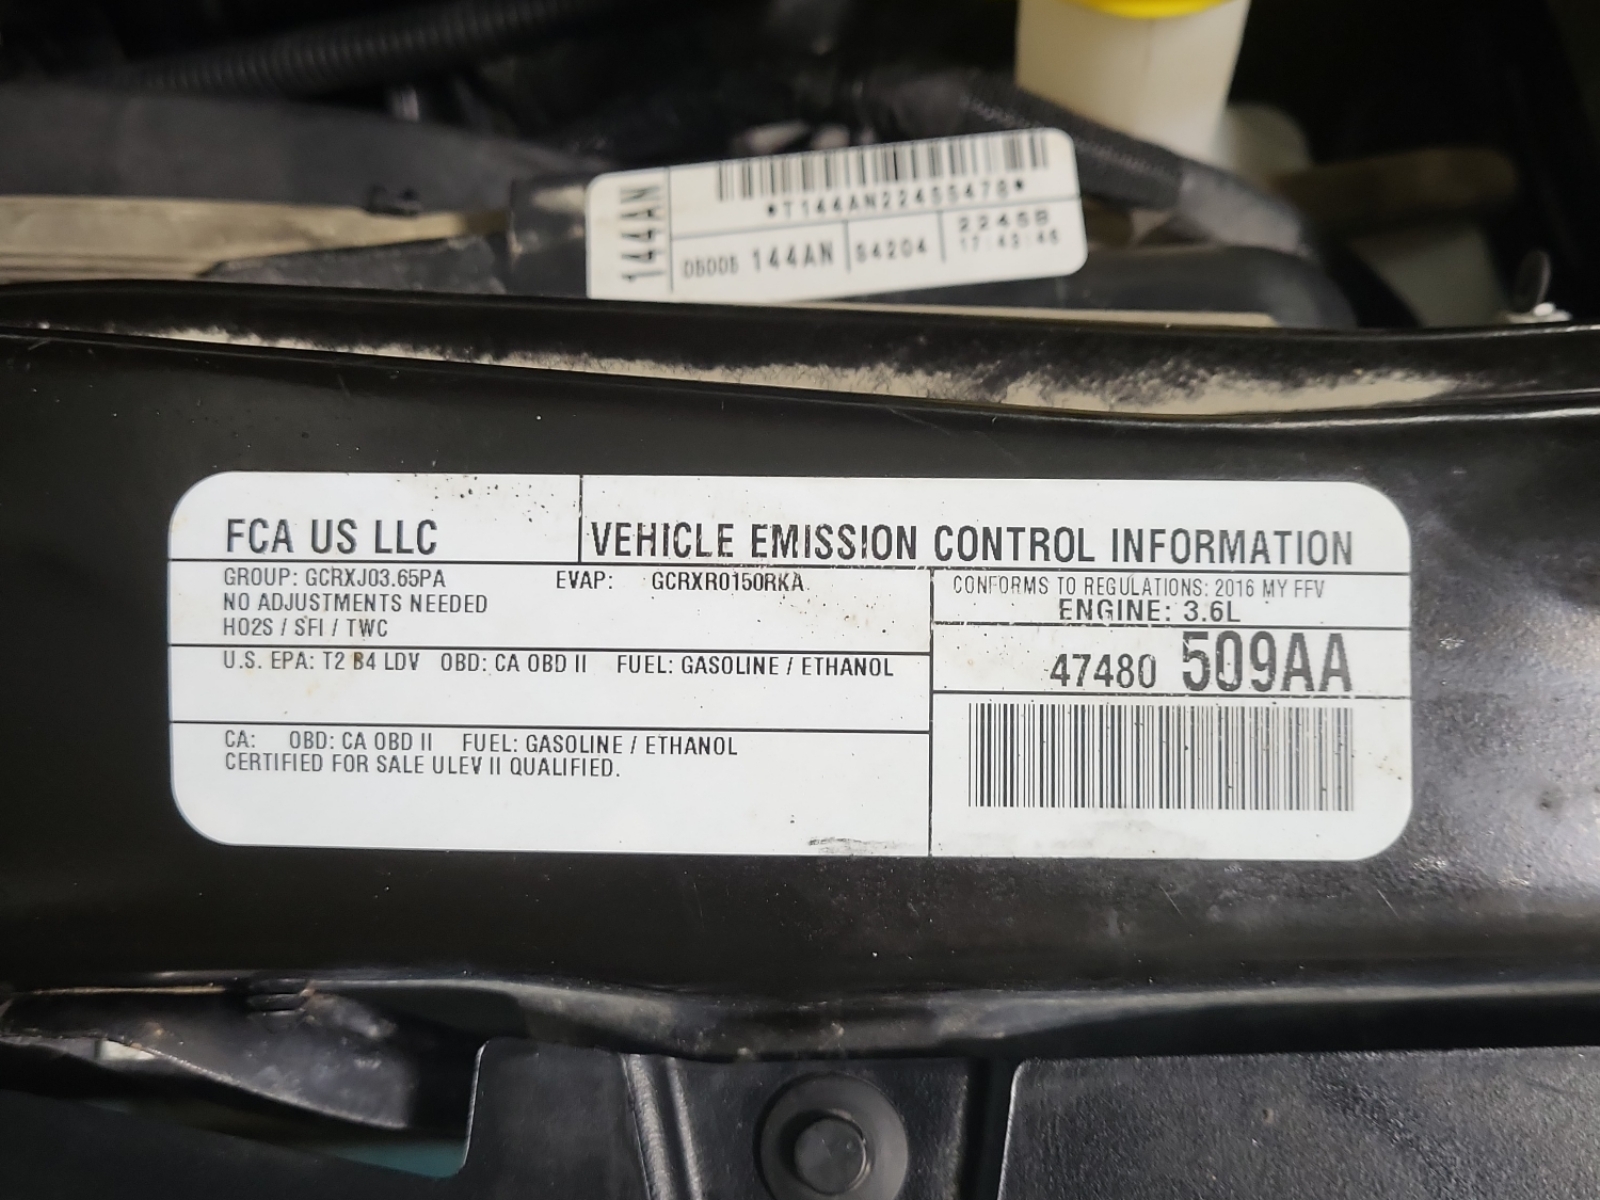 144AN
*T144AN22455478*
05005 144AN
S4204
2245B
17:43:46
FCA US LLC
VEHICLE EMISSION CONTROL INFORMATION
GROUP: GCRXJ03.65PA EVAP: GCRXR0150RKA
NO ADJUSTMENTS NEEDED
HO2S / SFI / TWC
U.S. EPA: T2 B4 LDV OBD: CA OBD II FUEL: GASOLINE / ETHANOL
CA: OBD: CA OBD II FUEL: GASOLINE / ETHANOL
CERTIFIED FOR SALE ULEV II QUALIFIED.
CONFORMS TO REGULATIONS: 2016 MY FFV
ENGINE: 3.6L
47480 509AA